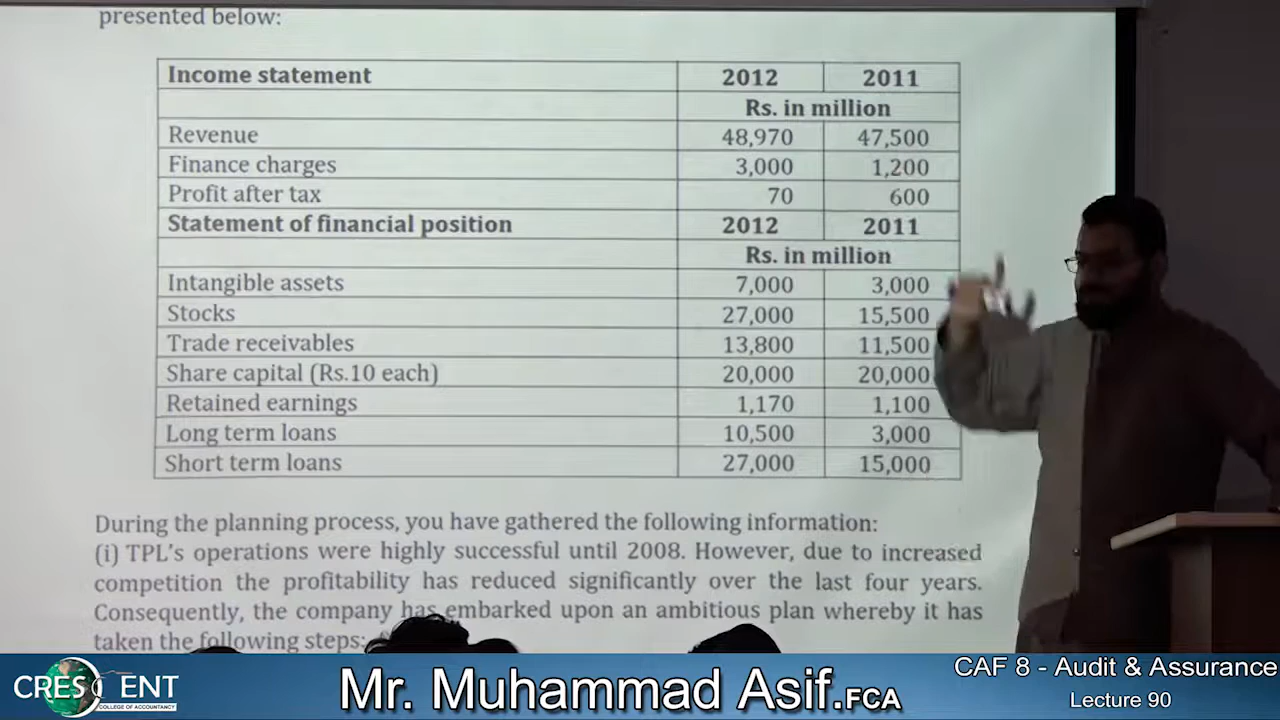 presented below:
Income statement 2012 2011
Rs. in million
Revenue 48,970 47,500
Finance charges 3,000 1,200
Profit after tax 70 600
Statement of financial position 2012 2011
Rs. in million
Intangible assets 7,000 3,000
Stocks 27,000 15,500
Trade receivables 13,800 11,500
Share capital (Rs.10 each) 20,000 20,000
Retained earnings 1,170 1,100
Long term loans 10,500 3,000
Short term loans 27,000 15,000
During the planning process, you have gathered the following information:
(i) TPL's operations were highly successful until 2008. However, due to increased
competition the profitability has reduced significantly over the last four years.
Consequently, the company has embarked upon an ambitious plan whereby it has
taken the following steps:
CRESCENT
COLLEGE OF ACCOUNTANCY
Mr. Muhammad Asif.FCA
CAF 8 - Audit & Assurance
Lecture 90